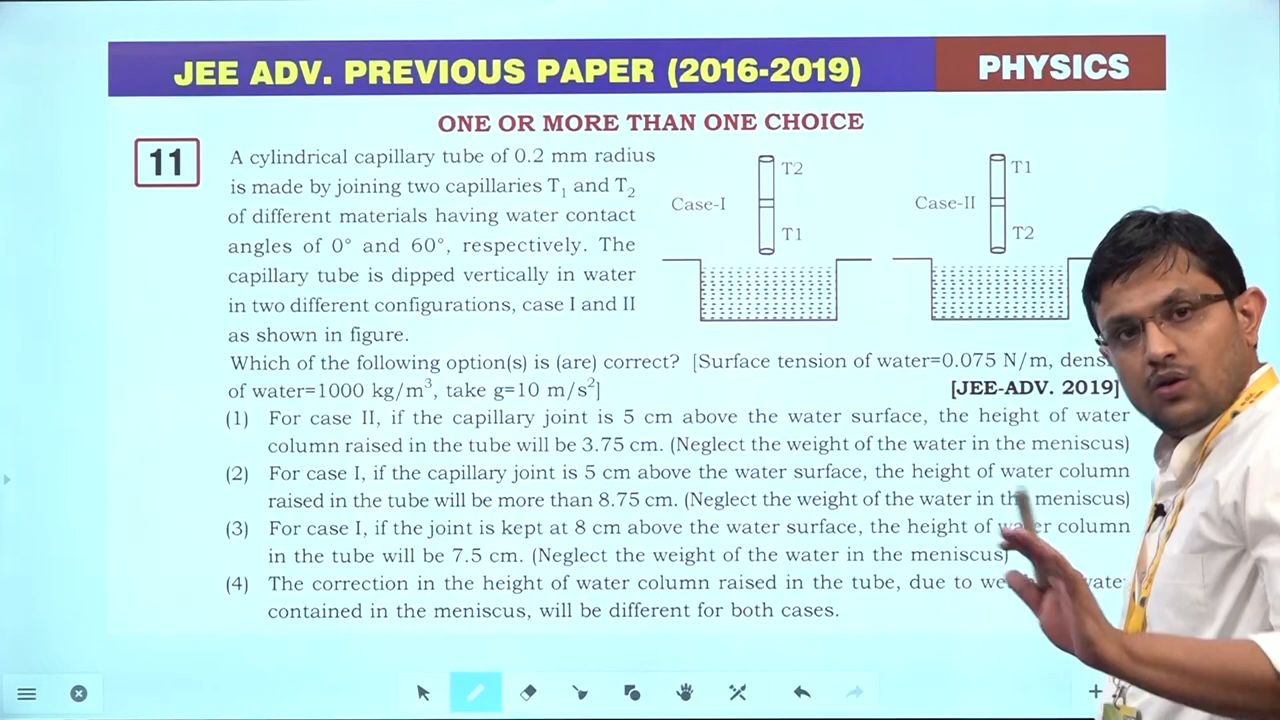 JEE ADV. PREVIOUS PAPER (2016-2019)
PHYSICS
ONE OR MORE THAN ONE CHOICE
11
A cylindrical capillary tube of 0.2 mm radius
is made by joining two capillaries T₁ and T₂
of different materials having water contact
angles of 0° and 60°, respectively. The
capillary tube is dipped vertically in water
in two different configurations, case I and II
as shown in figure.
T2
Case-I
T1
T1
Case-II
T2
Which of the following option(s) is (are) correct? [Surface tension of water=0.075 N/m,
of water=1000 kg/m³, take g=10 m/s²]
[JEE-ADV. 2019]
(1) For case II, if the capillary joint is 5 cm above the water surface, the height of water
column raised in the tube will be 3.75 cm. (Neglect the weight of the water in the meniscus)
(2) For case I, if the capillary joint is 5 cm above the water surface, the height of water column
raised in the tube will be more than 8.75 cm. (Neglect the weight of the water in the meniscus)
(3) For case I, if the joint is kept at 8 cm above the water surface, the height of water column
in the tube will be 7.5 cm. (Neglect the weight of the water in the meniscus)
(4) The correction in the height of water column raised in the tube, due to
contained in the meniscus, will be different for both cases.